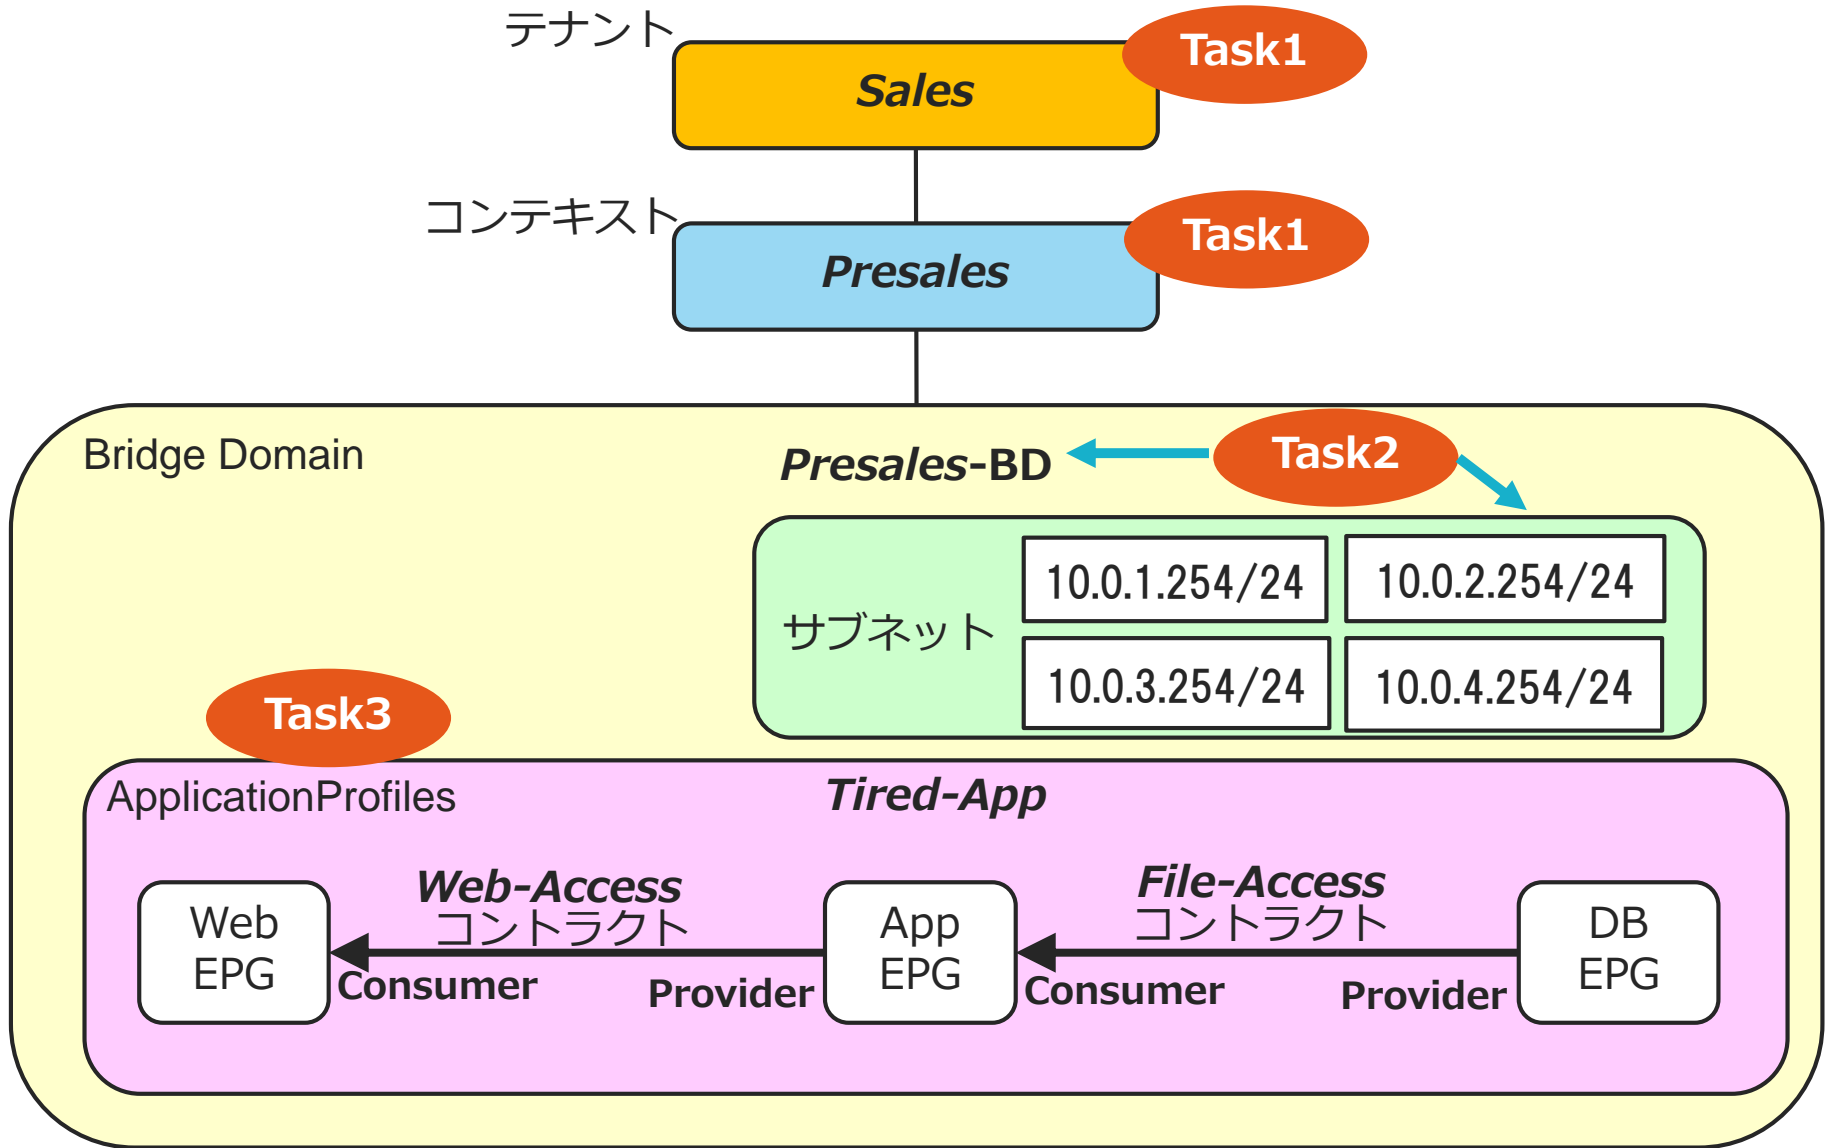 テナント
Task1
Sales
コンテキスト
Task1
Presales
Bridge Domain
Presales-BD
Task2
サブネット
10.0.1.254/24
10.0.2.254/24
10.0.3.254/24
10.0.4.254/24
Task3
ApplicationProfiles
Tired-App
Web
EPG
Web-Access
コントラクト
Consumer
Provider
App
EPG
File-Access
コントラクト
Consumer
Provider
DB
EPG